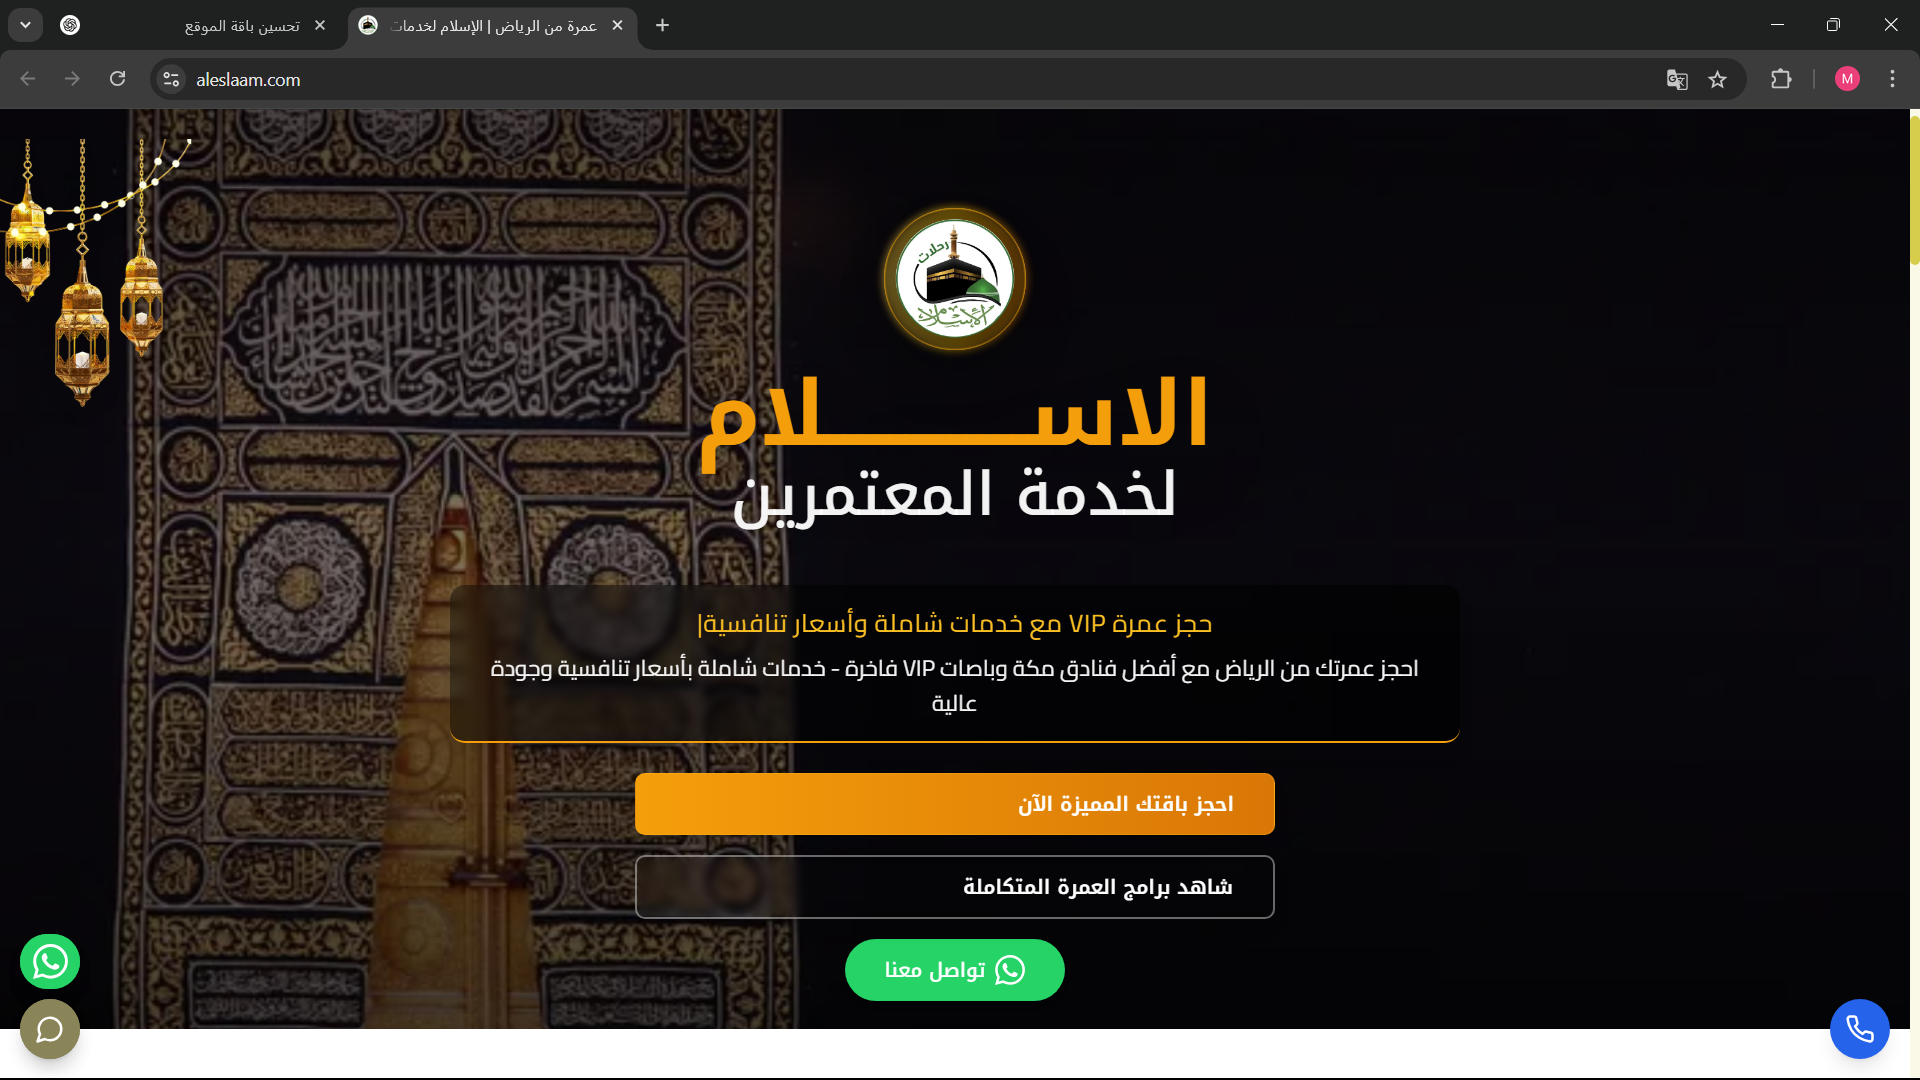 تحسين باقة الموقع
عمرة من الرياض | الإسلام لخدمات
aleslaam.com
M
رحلات
الإسلام
الاســـــــــلام
لخدمة المعتمرين
حجز عمرة VIP مع خدمات شاملة وأسعار تنافسية|
احجز عمرتك من الرياض مع أفضل فنادق مكة وباصات VIP فاخرة - خدمات شاملة بأسعار تنافسية وجودة
عالية
احجز باقتك المميزة الآن
شاهد برامج العمرة المتكاملة
تواصل معنا